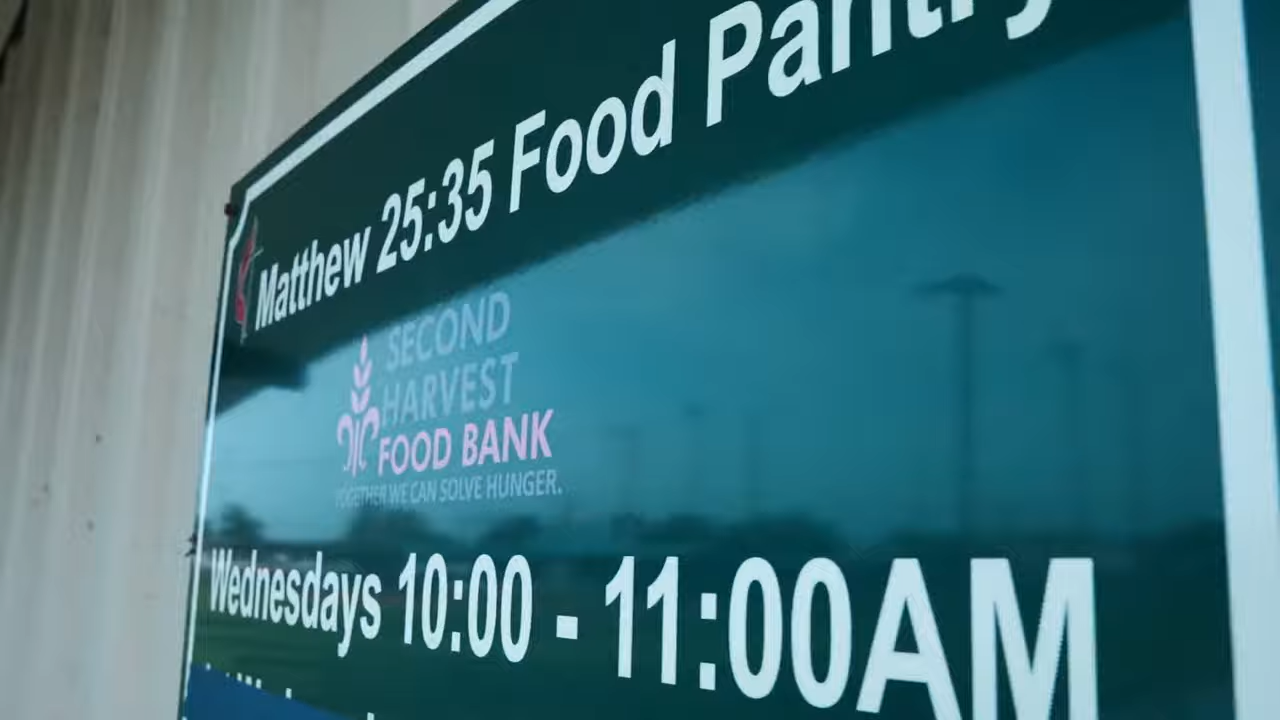 Matthew 25:35 Food Pantry
SECOND
HARVEST
FOOD BANK
TOGETHER WE CAN SOLVE HUNGER.
Wednesdays 10:00 - 11:00AM